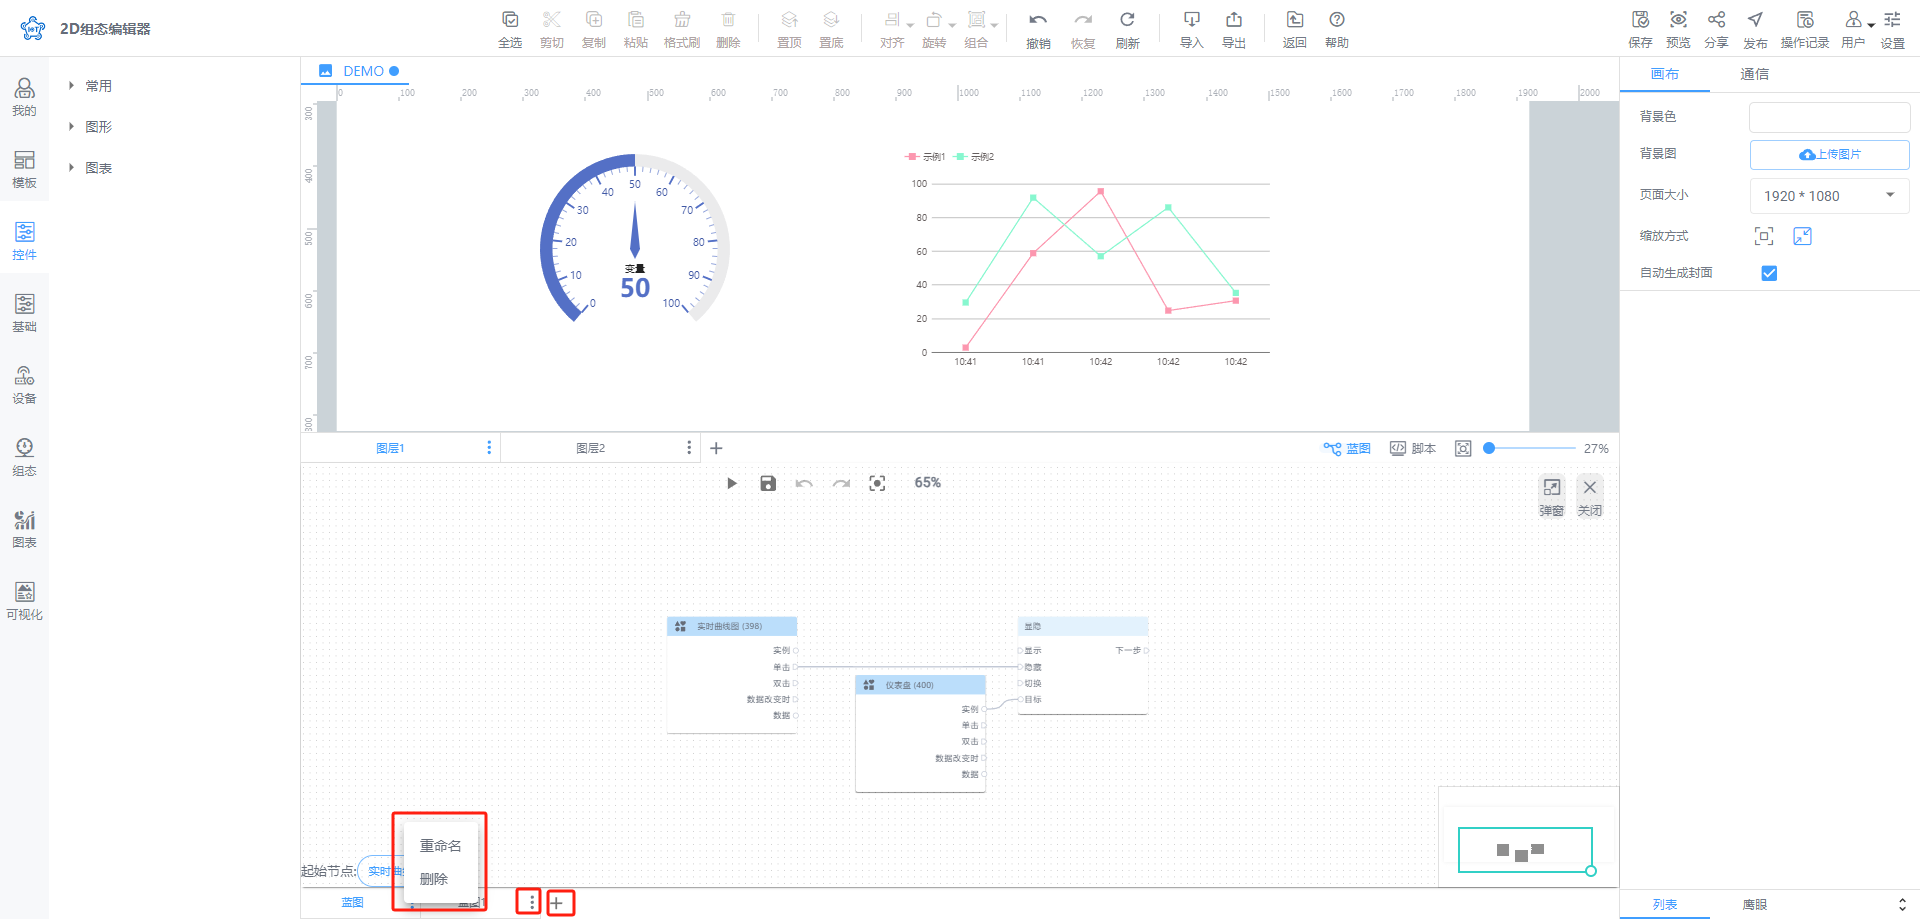 2D组态编辑器
全选 剪切 复制 粘贴 格式刷 删除 置顶 置底 对齐 旋转 组合 撤销 恢复 刷新 导入 导出 返回 帮助 保存 预览 分享 发布 操作记录 用户 设置
我的
模板
控件
基础
设备
组态
图表
可视化
常用
图形
图表
DEMO
0 100 200 300 400 500 600 700 800 900 1000 1100 1200 1300 1400 1500 1600 1700 1800 1900 2000
300
400
500
600
700
800
0 10 20 30 40 50 60 70 80 90 100
变量
50
示例1 示例2
100
80
60
40
20
0
10:41 10:41 10:42 10:42 10:42
图层1 图层2
蓝图 脚本 27%
65%
弹窗 关闭
实时曲线图 (398)
实例
单击
双击
数据改变时
数据
仪表盘 (400)
实例
单击
双击
数据改变时
数据
显隐
显示 下一步
隐藏
切换
目标
重命名
删除
起始节点: 实时曲
蓝图 蓝图1
画布 通信
背景色
背景图 上传图片
页面大小 1920 * 1080
缩放方式
自动生成封面
列表 鹰眼